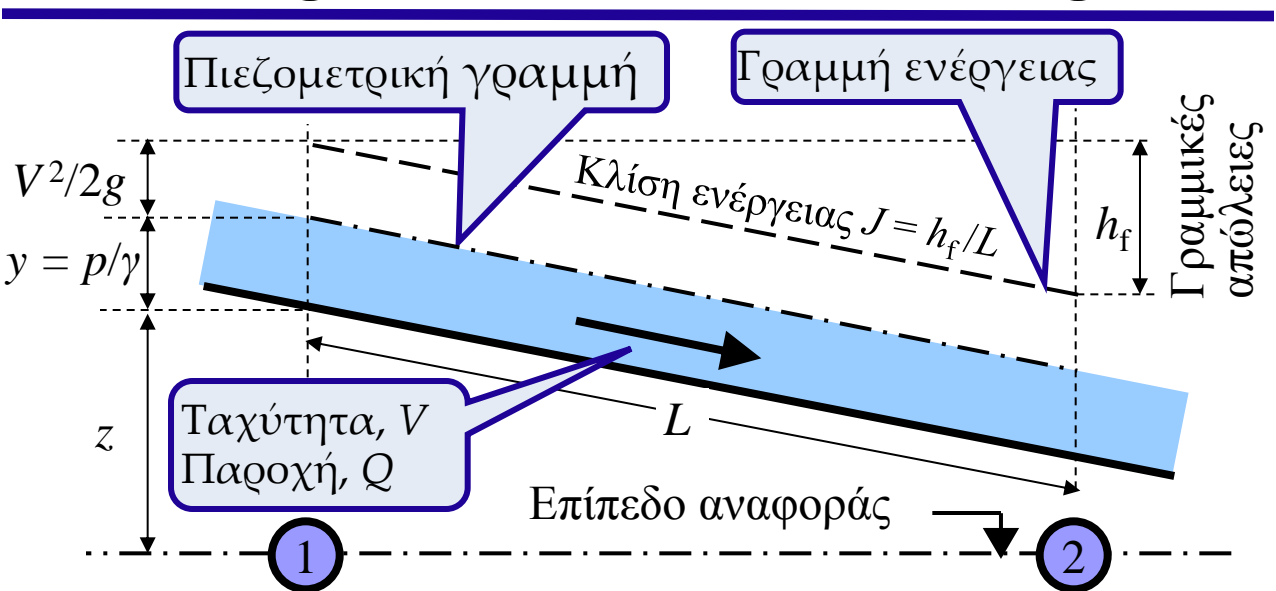 Πιεζομετρική γραμμή
Γραμμή ενέργειας
V²/2g
y = p/γ
z
Κλίση ενέργειας J = h_f/L
h_f
Γραμμικές
απώλειες
Ταχύτητα, V
Παροχή, Q
L
Επίπεδο αναφοράς
1
2